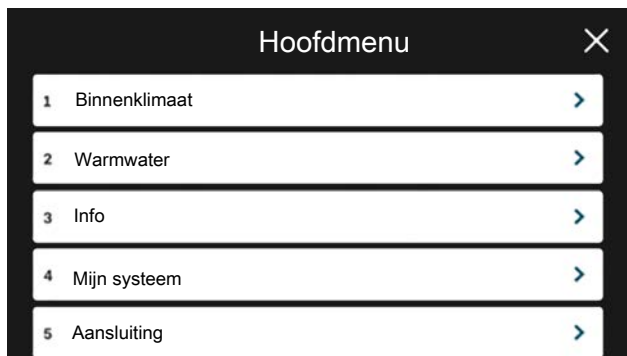 Hoofdmenu
1 Binnenklimaat
2 Warmwater
3 Info
4 Mijn systeem
5 Aansluiting